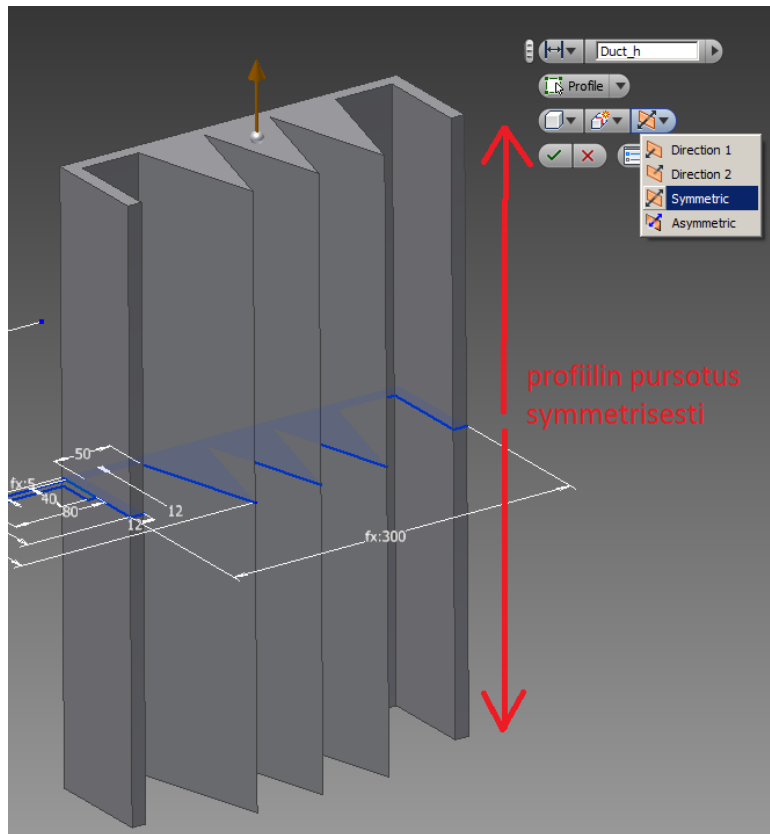 Duct_h
Profile
Direction 1
Direction 2
Symmetric
Asymmetric
profiilin pursotus
symmetrisesti
50
fx:5
40
80
12
12
fx:300